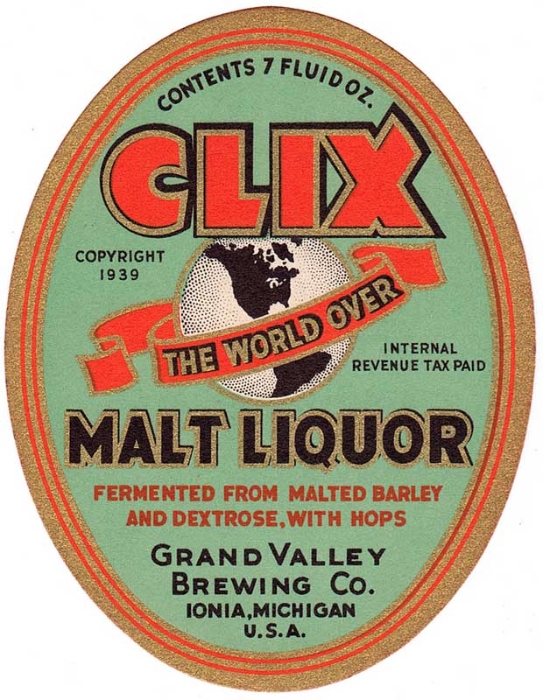 CONTENTS 7 FLUID OZ.
CLIX
COPYRIGHT
1939
THE WORLD OVER
INTERNAL
REVENUE TAX PAID
MALT LIQUOR
FERMENTED FROM MALTED BARLEY
AND DEXTROSE, WITH HOPS
GRAND VALLEY
BREWING CO.
IONIA, MICHIGAN
U.S.A.